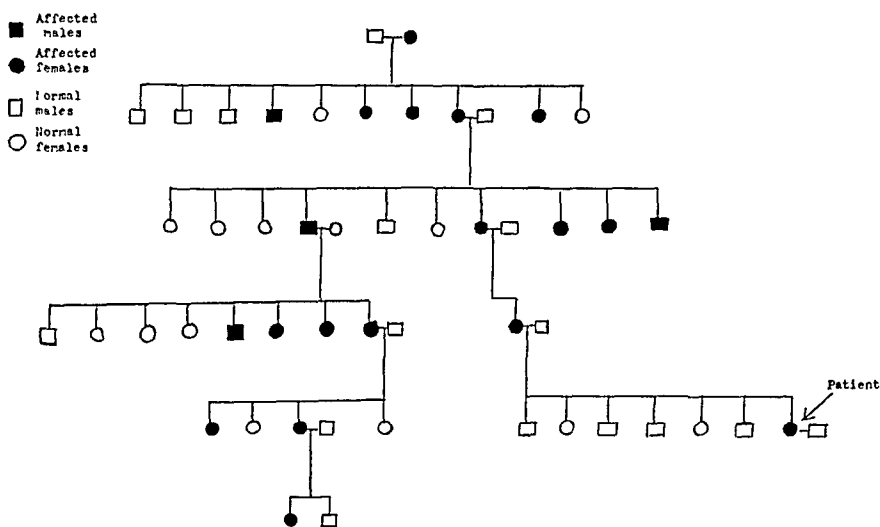 Affected
males
Affected
females
Normal
males
Normal
females
Patient